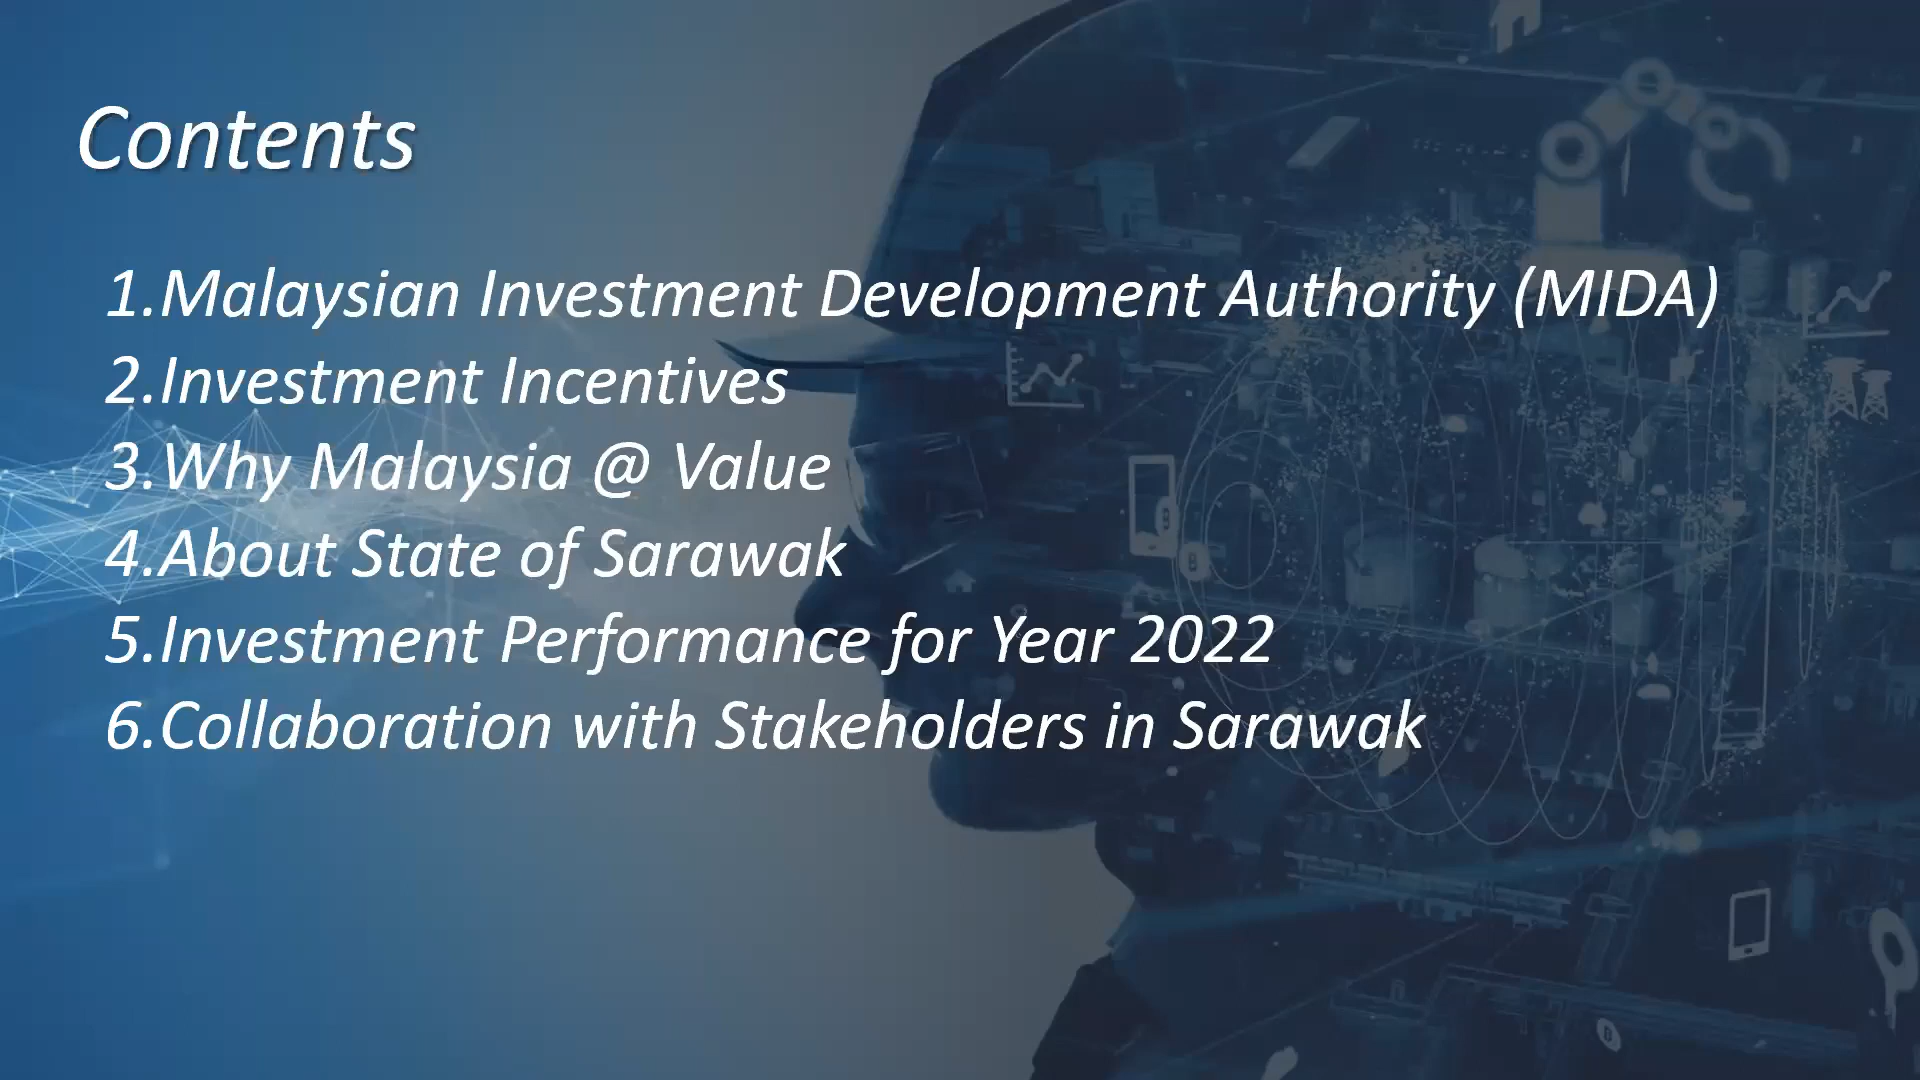 Contents
1.Malaysian Investment Development Authority (MIDA)
2.Investment Incentives
3.Why Malaysia @ Value
4.About State of Sarawak
5.Investment Performance for Year 2022
6.Collaboration with Stakeholders in Sarawak